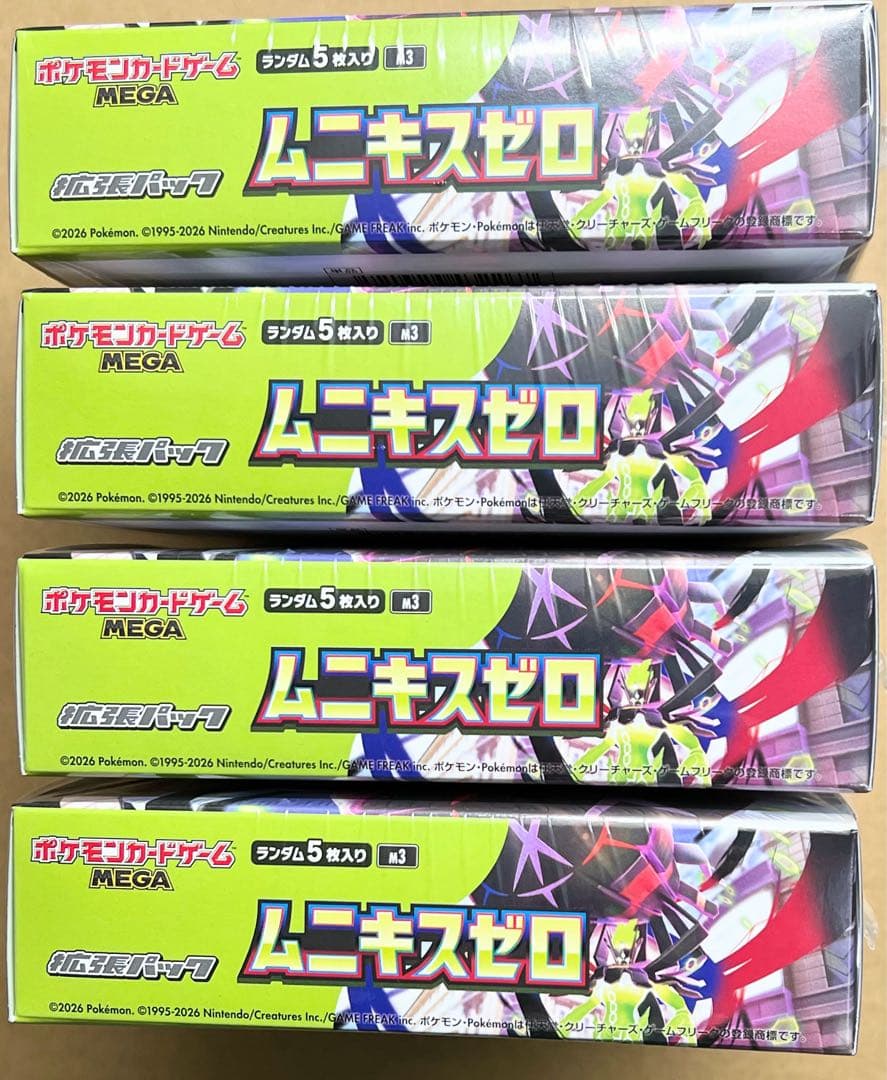 ポケモンカードゲーム
MEGA
ランダム5枚入り M3
ムニキスゼロ
拡張パック
©2026 Pokémon. ©1995-2026 Nintendo/Creatures Inc./GAME FREAK inc. ポケモン・Pokémonは任天堂・クリーチャーズ・ゲームフリークの登録商標です。
[単品]
ポケモンカードゲーム
MEGA
ランダム5枚入り M3
ムニキスゼロ
拡張パック
©2026 Pokémon. ©1995-2026 Nintendo/Creatures Inc./GAME FREAK inc. ポケモン・Pokémonは任天堂・クリーチャーズ・ゲームフリークの登録商標です。
ポケモンカードゲーム
MEGA
ランダム5枚入り M3
ムニキスゼロ
拡張パック
©2026 Pokémon. ©1995-2026 Nintendo/Creatures Inc./GAME FREAK inc. ポケモン・Pokémonは任天堂・クリーチャーズ・ゲームフリークの登録商標です。
ポケモンカードゲーム
MEGA
ランダム5枚入り M3
ムニキスゼロ
拡張パック
©2026 Pokémon. ©1995-2026 Nintendo/Creatures Inc./GAME FREAK inc. ポケモン・Pokémonは任天堂・クリーチャーズ・ゲームフリークの登録商標です。